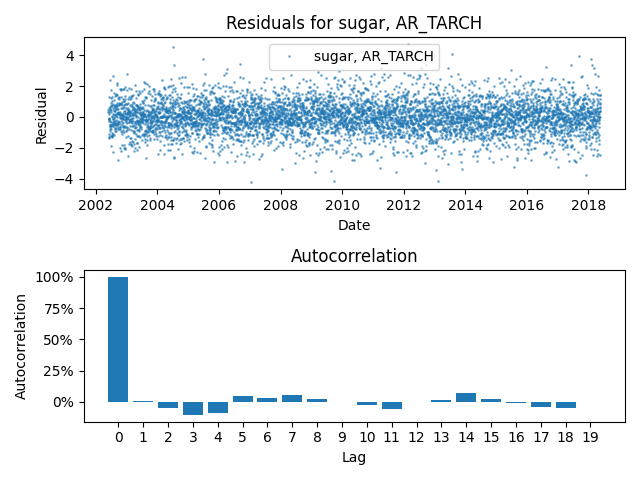 Residuals for sugar, AR_TARCH
sugar, AR_TARCH
4
2
0
−2
−4
Residual
2002 2004 2006 2008 2010 2012 2014 2016 2018
Date
Autocorrelation
100%
75%
50%
25%
0%
Autocorrelation
0 1 2 3 4 5 6 7 8 9 10 11 12 13 14 15 16 17 18 19
Lag